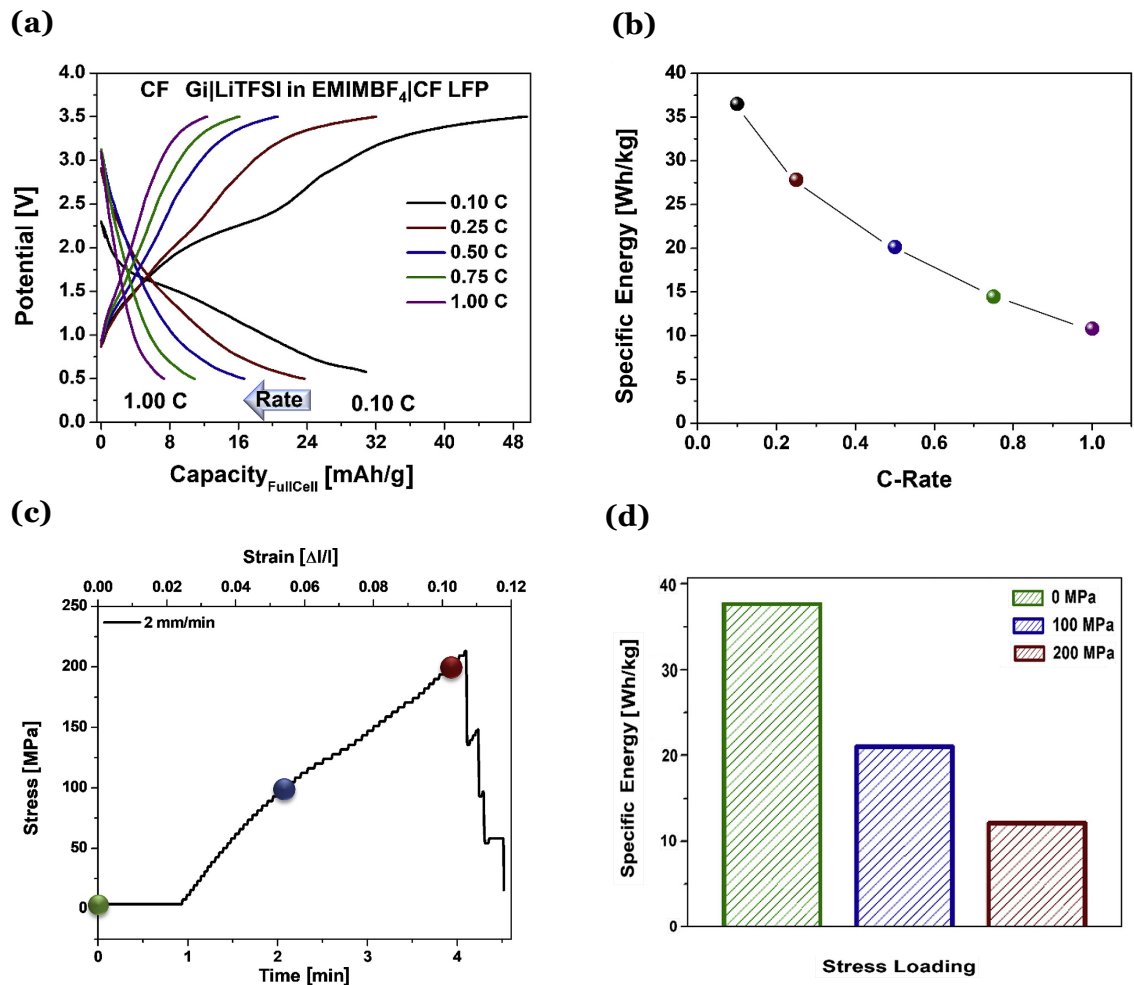 (a)
CF Gi|LiTFSI in EMIMBF₄|CF LFP
Potential [V]
4.0
3.5
3.0
2.5
2.0
1.5
1.0
0.5
0.0
0.10 C
0.25 C
0.50 C
0.75 C
1.00 C
1.00 C
Rate
0.10 C
0 8 16 24 32 40 48
Capacity_FullCell [mAh/g]
(b)
Specific Energy [Wh/kg]
40
35
30
25
20
15
10
5
0
0.0 0.2 0.4 0.6 0.8 1.0
C-Rate
(c)
Strain [Δl/l]
0.00 0.02 0.04 0.06 0.08 0.10 0.12
2 mm/min
Stress [MPa]
250
200
150
100
50
0
0 1 2 3 4
Time [min]
(d)
Specific Energy [Wh/kg]
40
30
20
10
0
0 MPa
100 MPa
200 MPa
Stress Loading